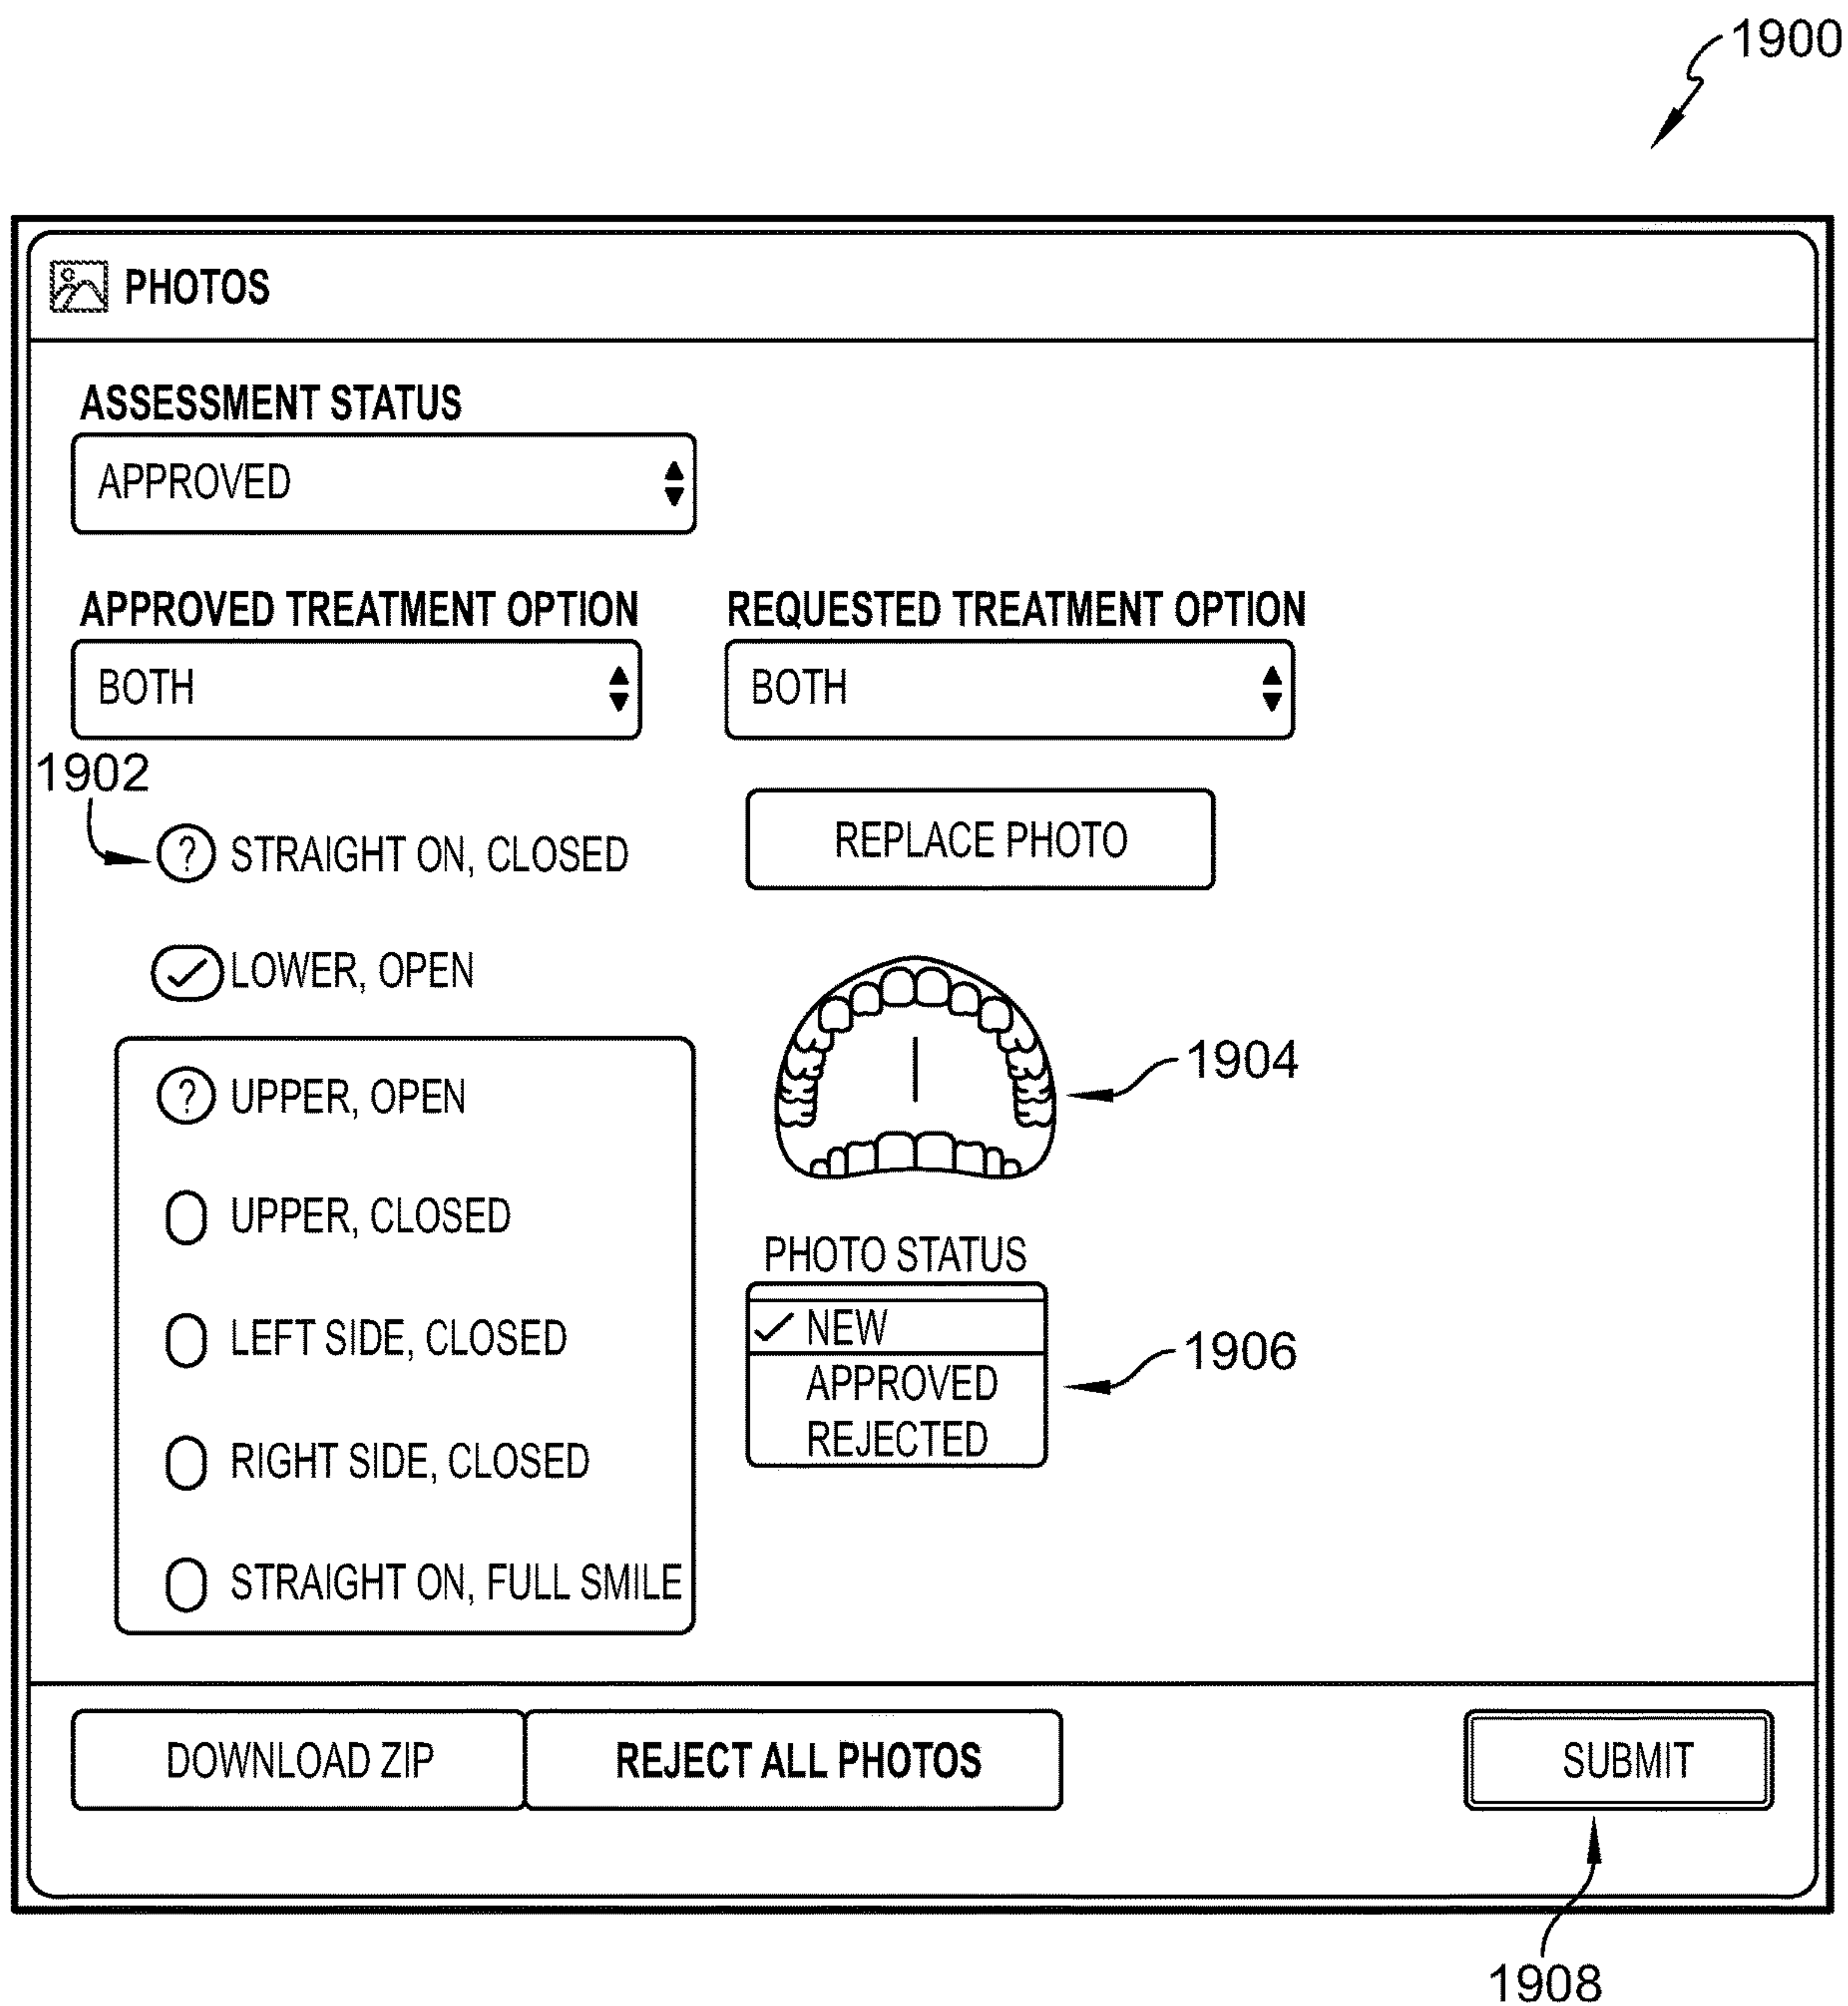 1900
PHOTOS
ASSESSMENT STATUS
APPROVED
APPROVED TREATMENT OPTION
REQUESTED TREATMENT OPTION
BOTH
BOTH
1902
? STRAIGHT ON, CLOSED
REPLACE PHOTO
LOWER, OPEN
? UPPER, OPEN
UPPER, CLOSED
LEFT SIDE, CLOSED
RIGHT SIDE, CLOSED
STRAIGHT ON, FULL SMILE
1904
PHOTO STATUS
NEW
APPROVED
REJECTED
1906
DOWNLOAD ZIP
REJECT ALL PHOTOS
SUBMIT
1908